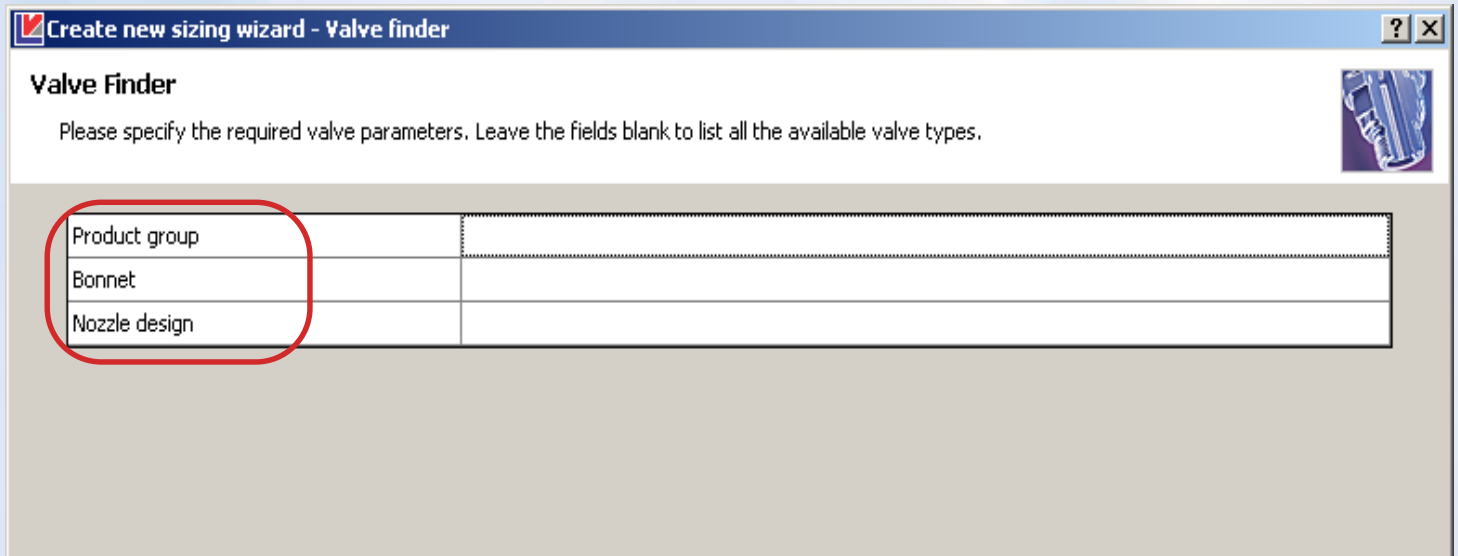 Create new sizing wizard - Valve finder
Valve Finder
Please specify the required valve parameters. Leave the fields blank to list all the available valve types.
Product group
Bonnet
Nozzle design